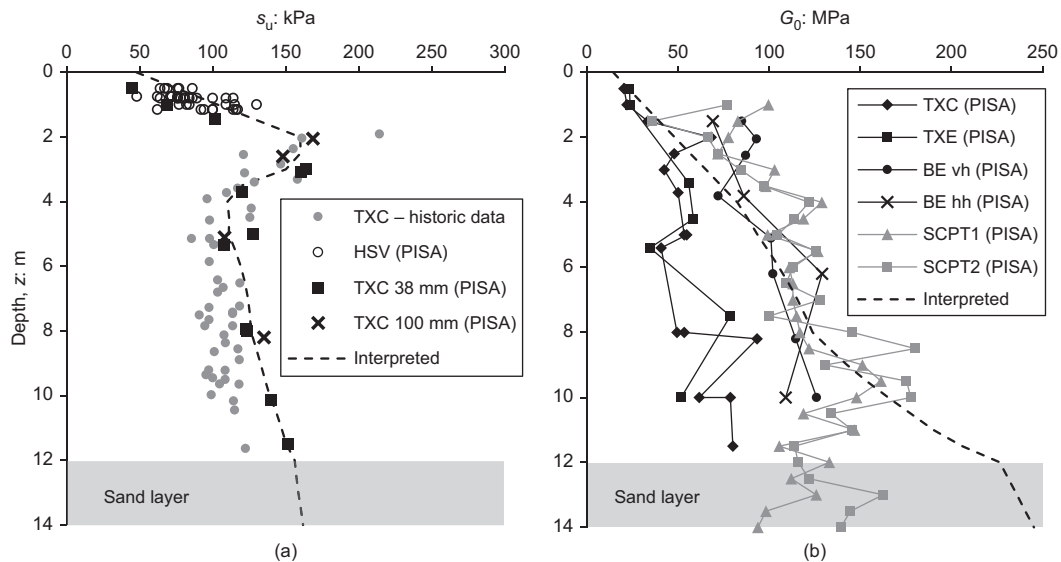 s_u: kPa
0 50 100 150 200 250 300
0
2
4
6
8
10
12
14
Depth, z: m
TXC – historic data
HSV (PISA)
TXC 38 mm (PISA)
TXC 100 mm (PISA)
Interpreted
Sand layer
(a)
G_0: MPa
0 50 100 150 200 250
0
2
4
6
8
10
12
14
TXC (PISA)
TXE (PISA)
BE vh (PISA)
BE hh (PISA)
SCPT1 (PISA)
SCPT2 (PISA)
Interpreted
Sand layer
(b)